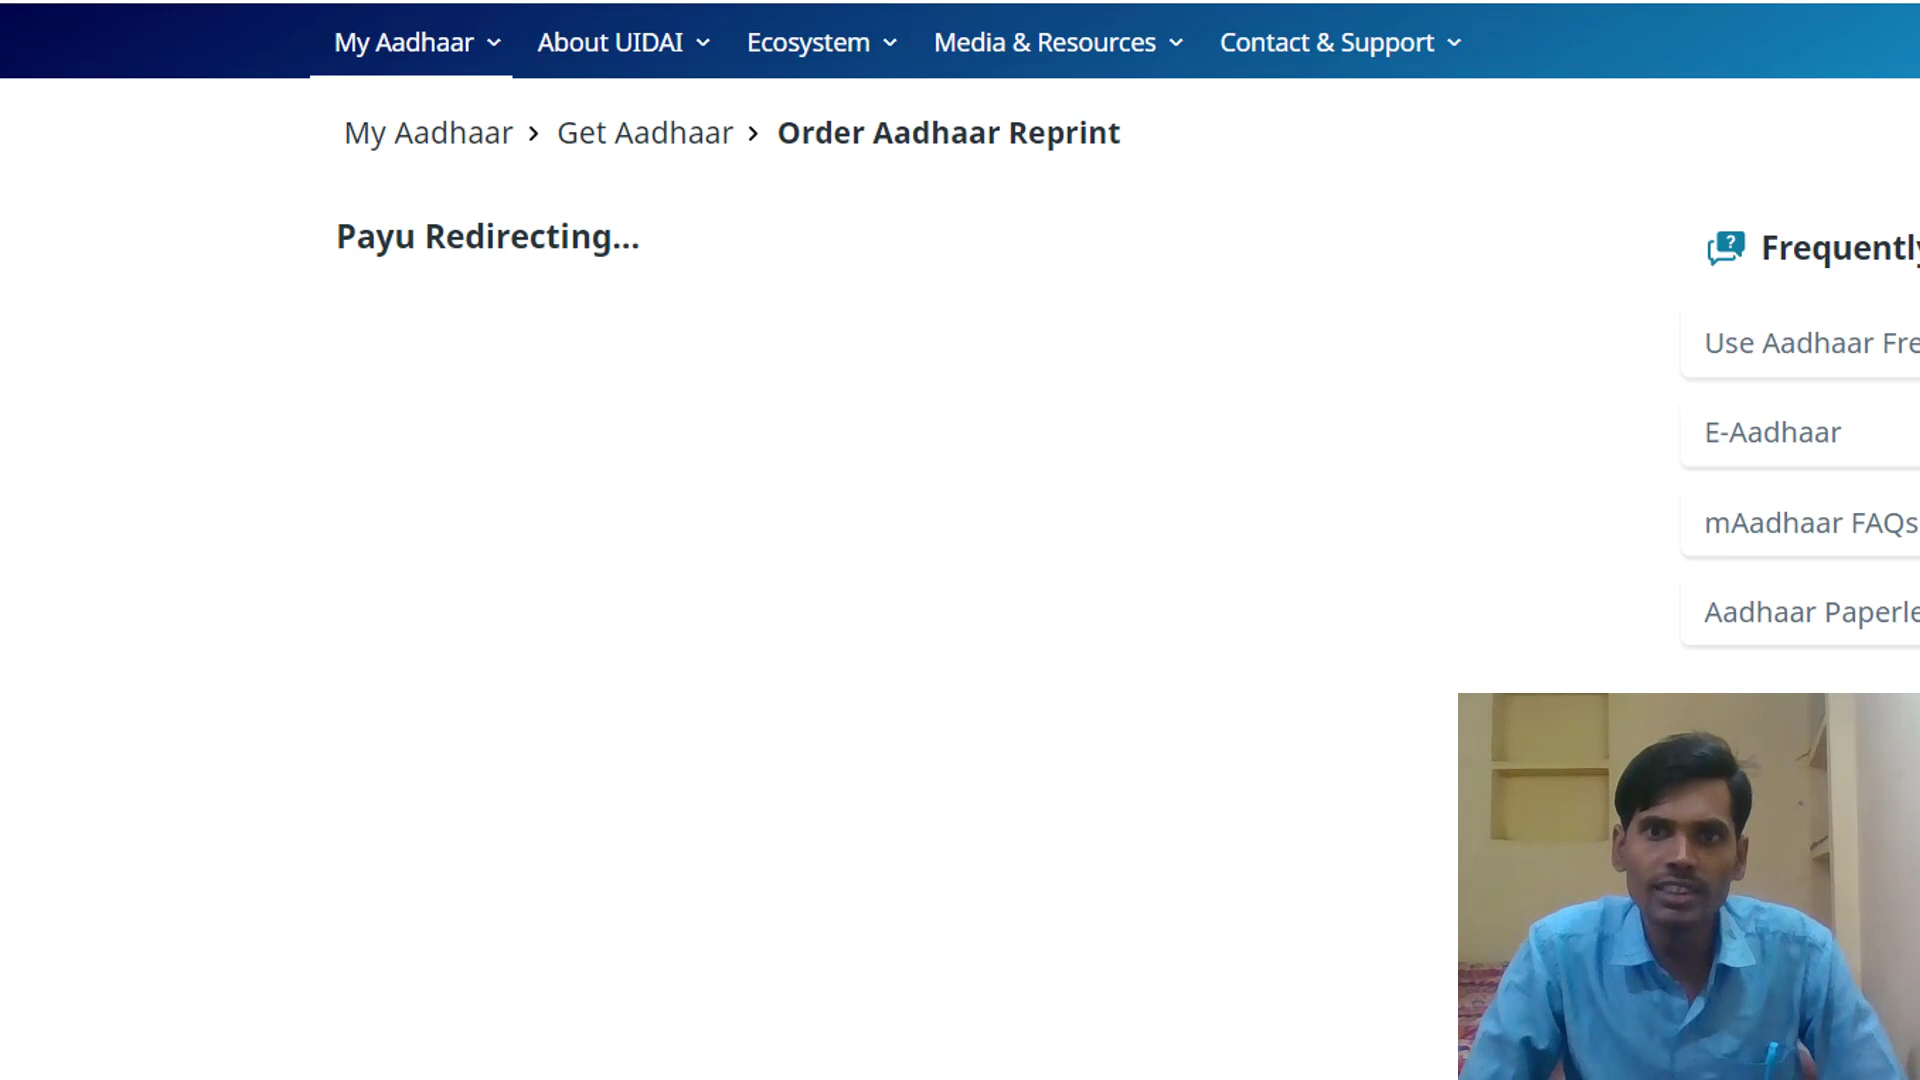 My Aadhaar About UIDAI Ecosystem Media & Resources Contact & Support
My Aadhaar > Get Aadhaar > Order Aadhaar Reprint
Payu Redirecting...
? Frequently
Use Aadhaar Fre
E-Aadhaar
mAadhaar FAQs
Aadhaar Paperle